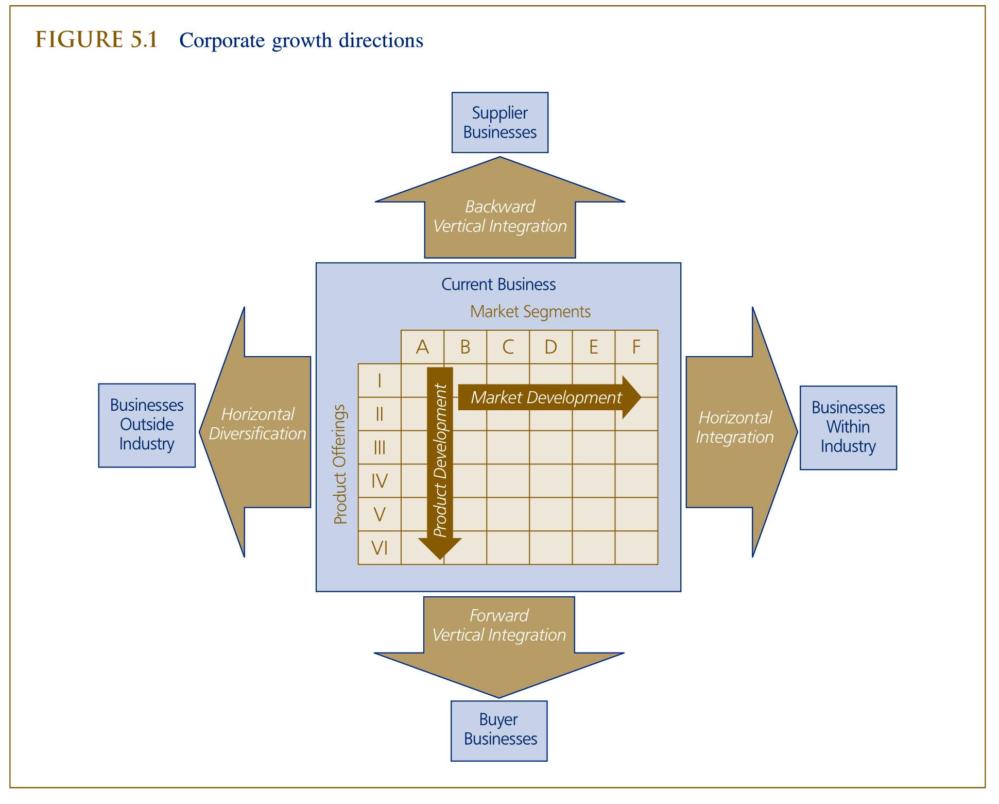 FIGURE 5.1 Corporate growth directions
Supplier
Businesses
Backward
Vertical Integration
Current Business
Market Segments
A B C D E F
I
II
III
IV
V
VI
Product Offerings
Product Development
Market Development
Businesses
Outside
Industry
Horizontal
Diversification
Horizontal
Integration
Businesses
Within
Industry
Forward
Vertical Integration
Buyer
Businesses